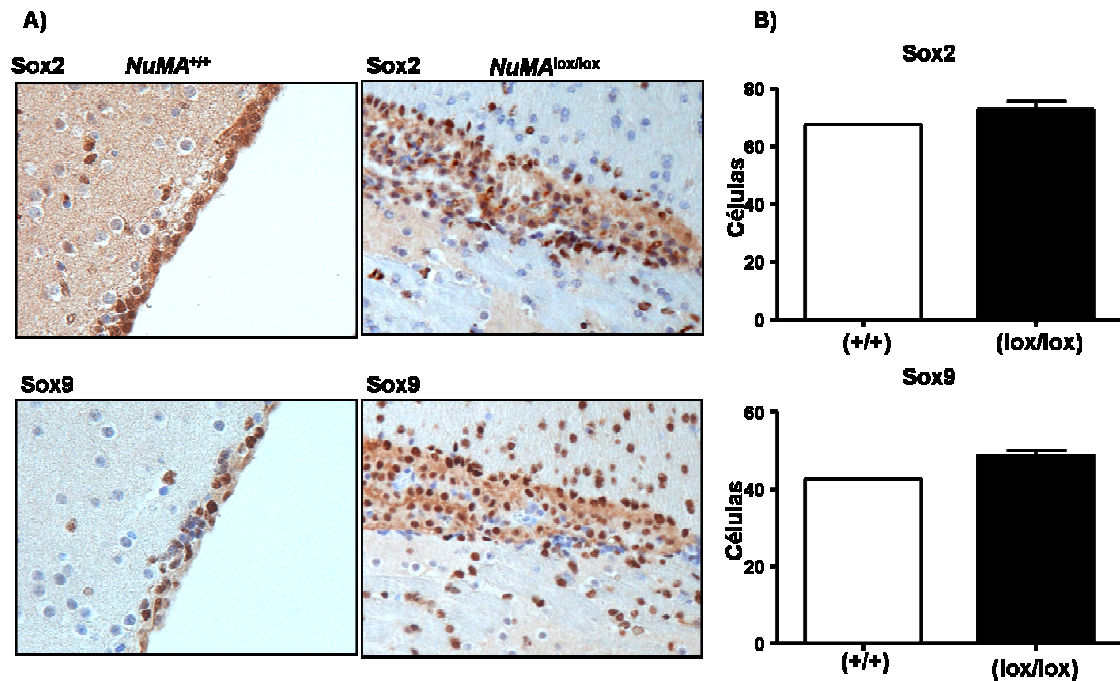 A)
Sox2 NuMA+/+
Sox2 NuMAlox/lox
Sox9
Sox9
B)
Sox2
80
60
40
20
0
Células
(+/+) (lox/lox)
Sox9
60
40
20
0
Células
(+/+) (lox/lox)